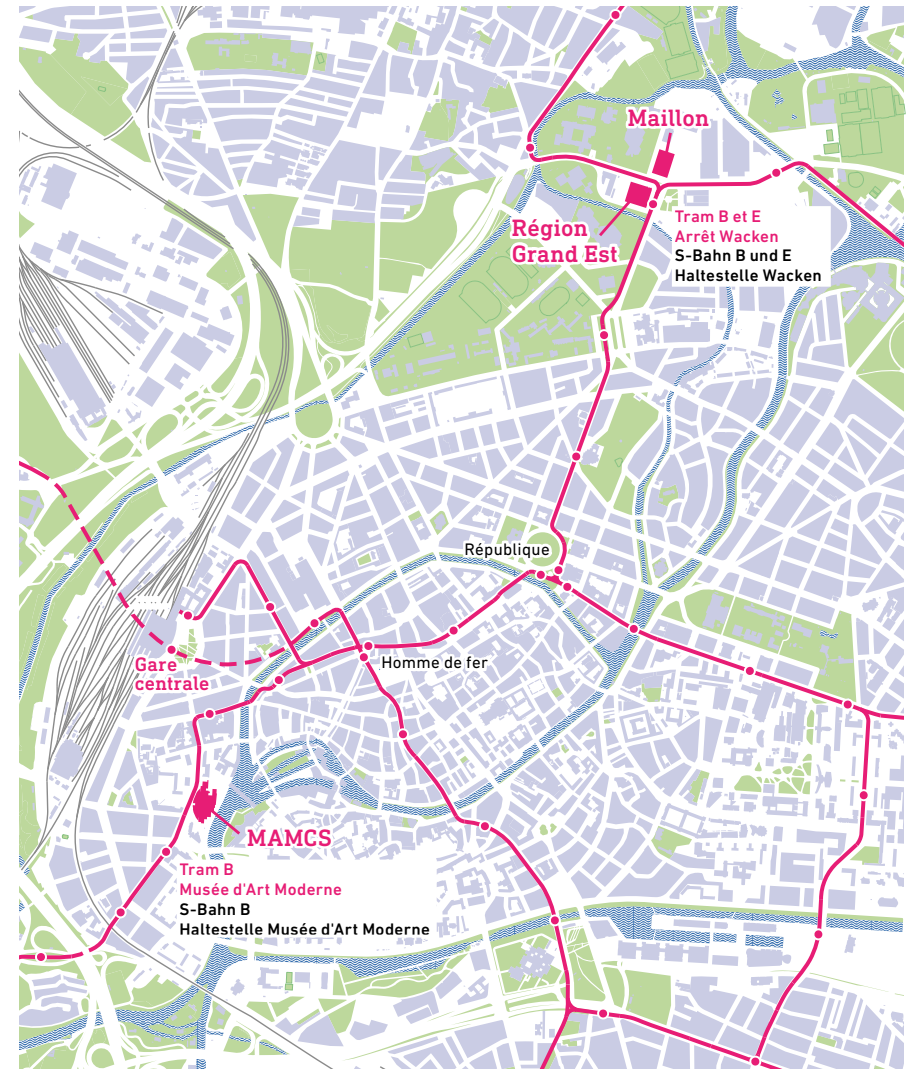 Maillon
Région
Grand Est
Tram B et E
Arrêt Wacken
S-Bahn B und E
Haltestelle Wacken
République
Homme de fer
Gare
centrale
MAMCS
Tram B
Musée d'Art Moderne
S-Bahn B
Haltestelle Musée d'Art Moderne